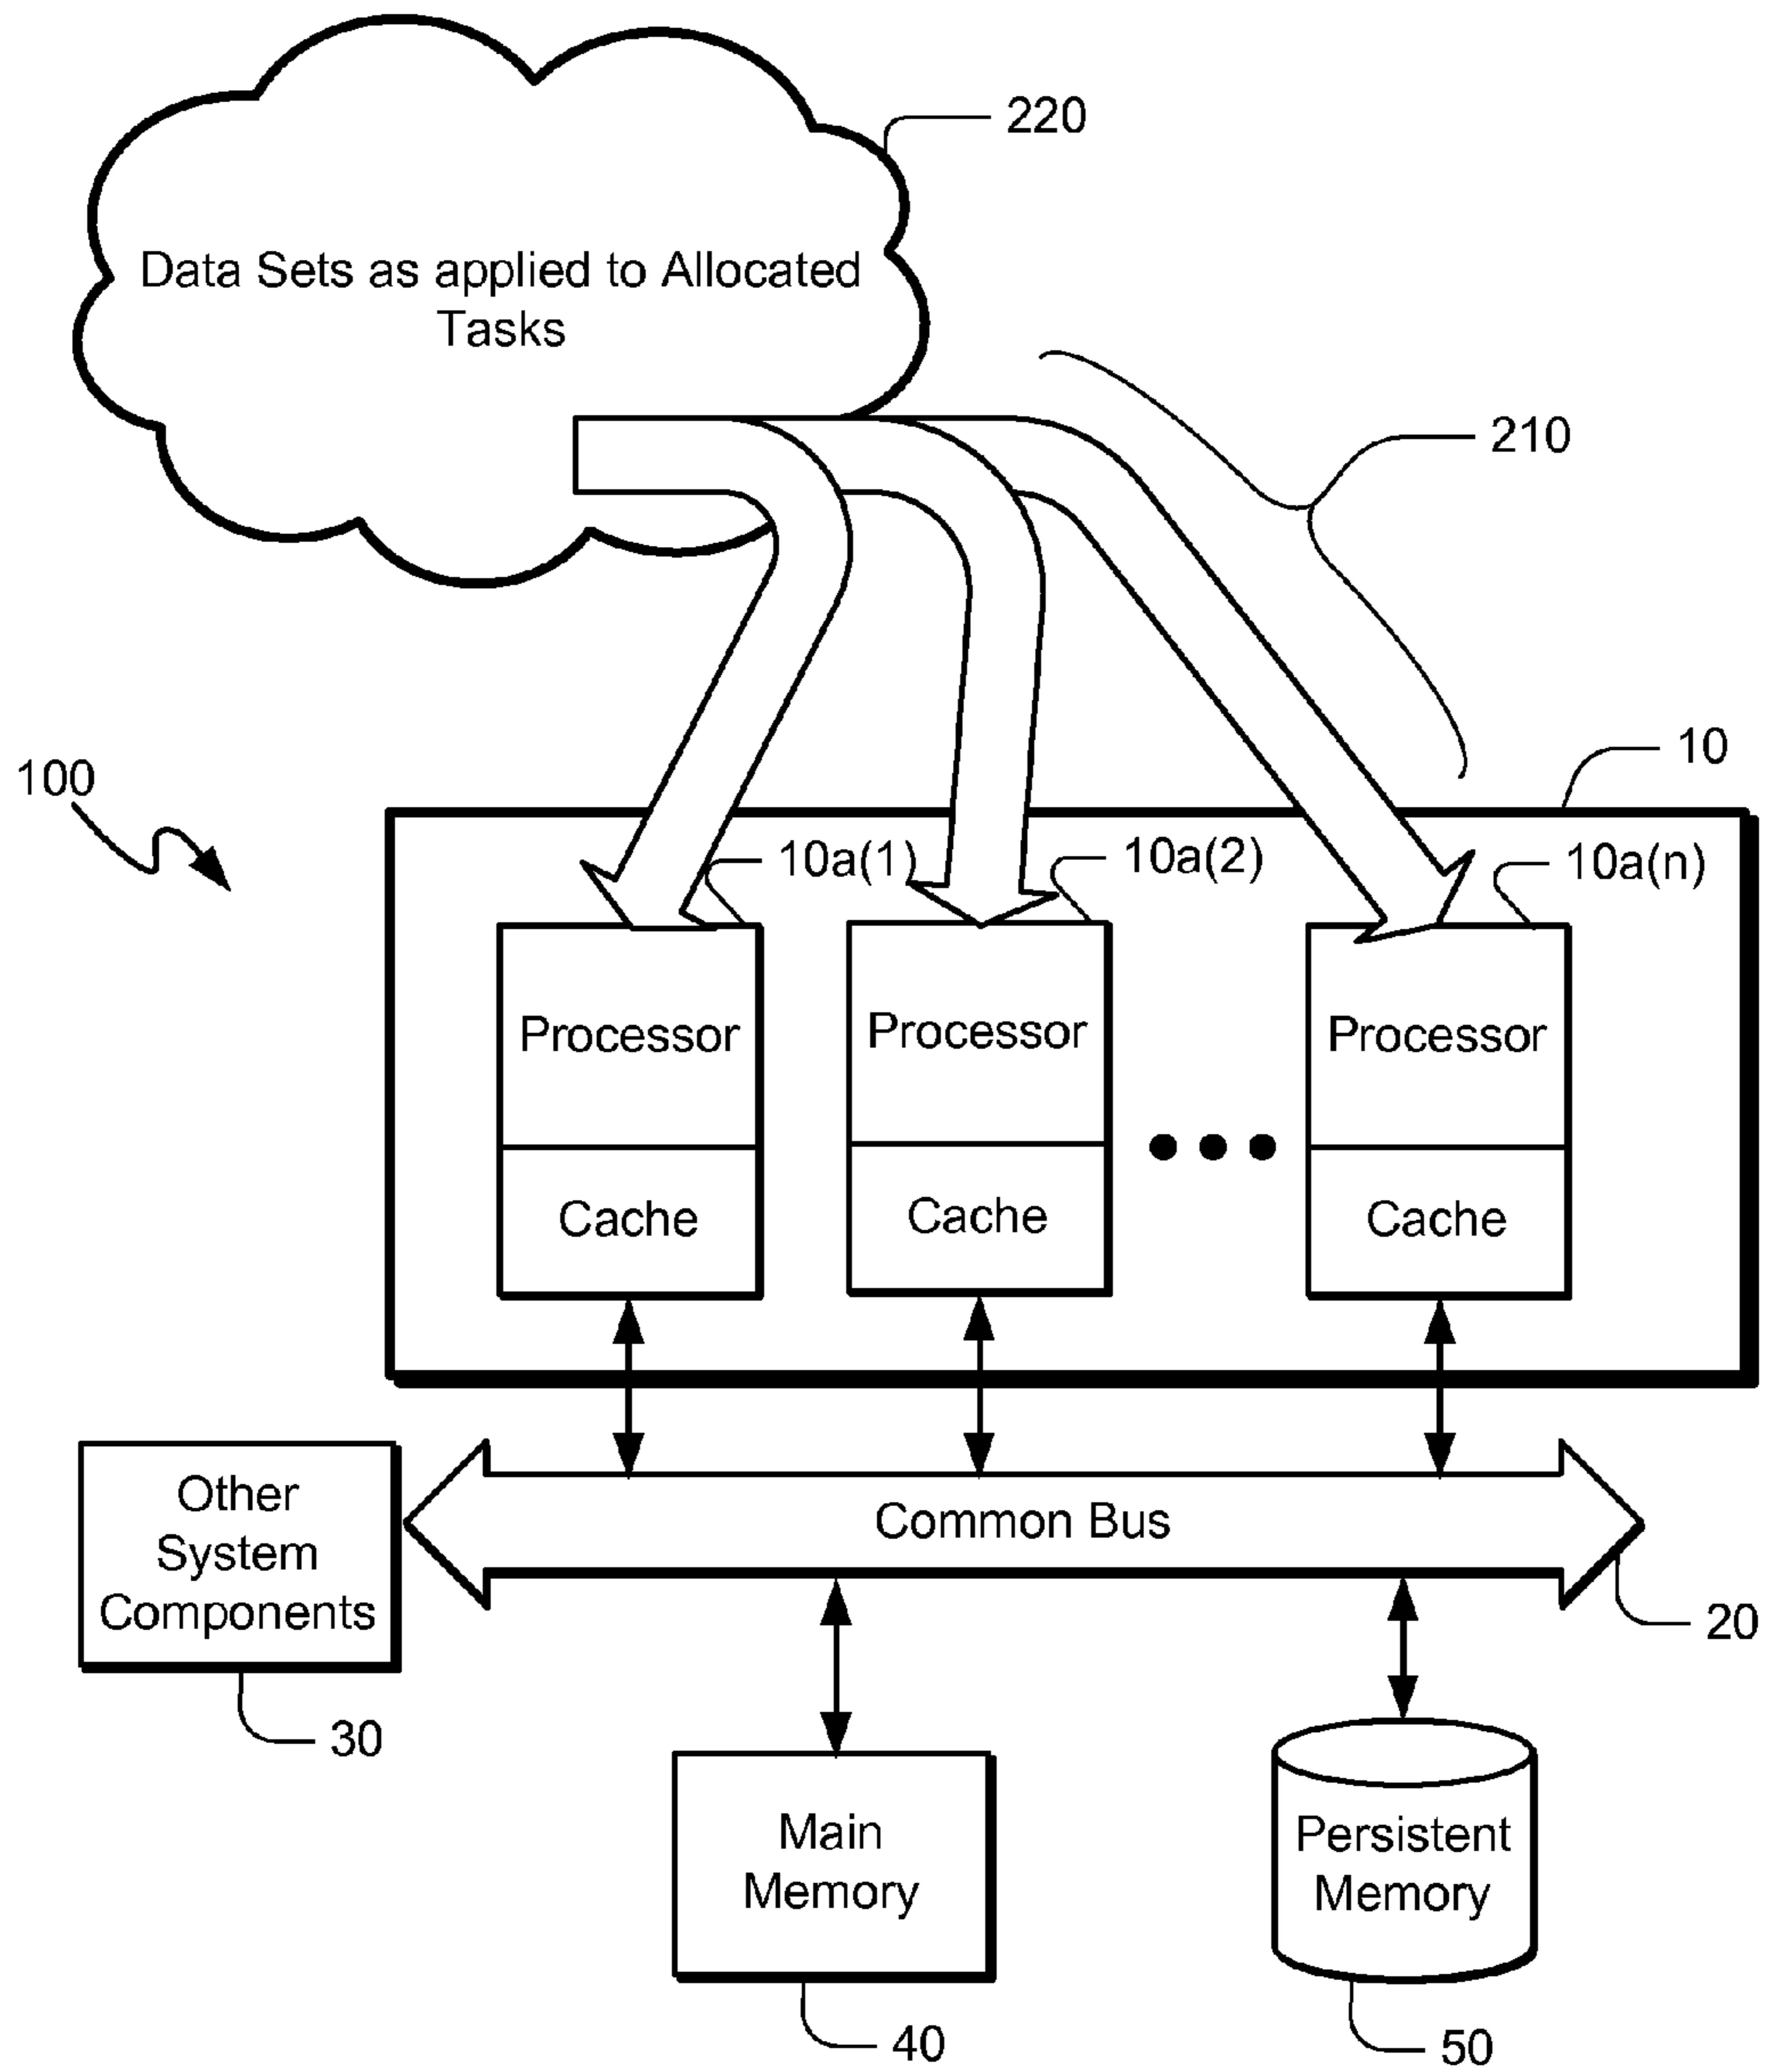 220
Data Sets as applied to Allocated
Tasks
210
10
100
10a(1)
10a(2)
10a(n)
Processor
Processor
Processor
Cache
Cache
Cache
Other
System
Components
Common Bus
20
30
Main
Memory
Persistent
Memory
40
50